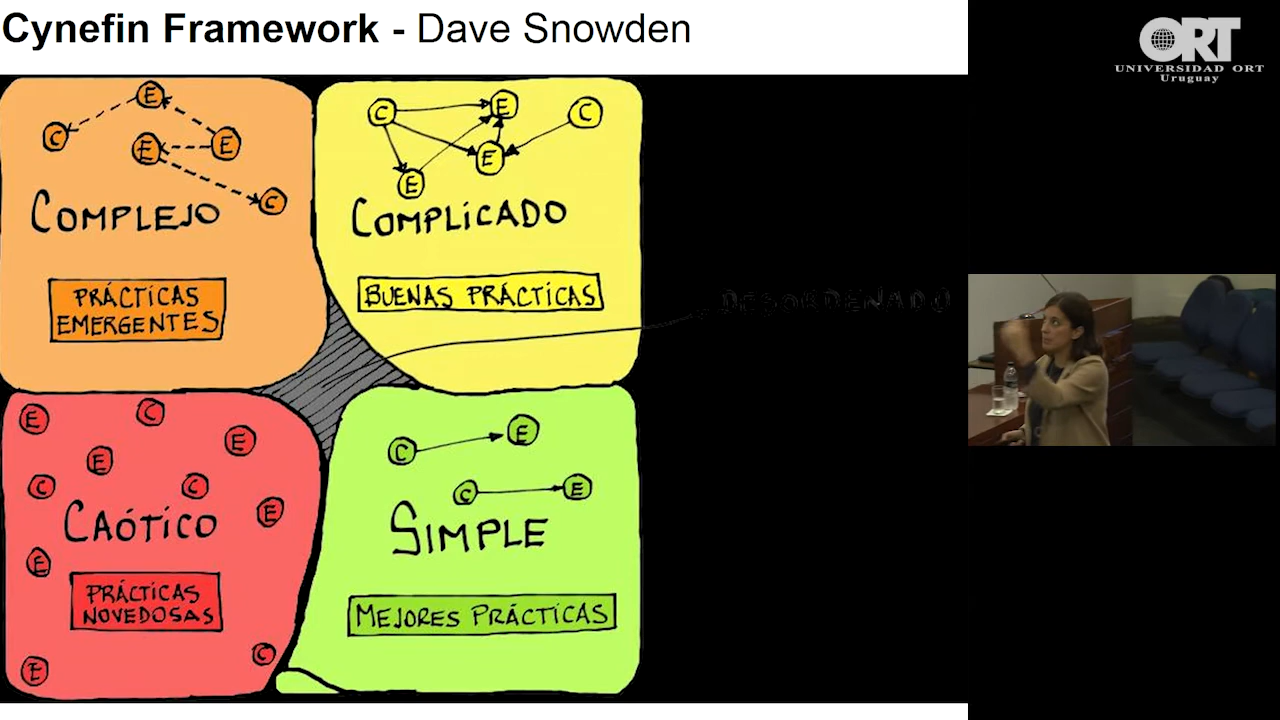 Cynefin Framework - Dave Snowden
ORT
UNIVERSIDAD ORT
Uruguay
E
C
E
E
C
COMPLEJO
PRÁCTICAS
EMERGENTES
C
E
C
E
E
COMPLICADO
BUENAS PRÁCTICAS
DESORDENADO
E
C
E
E
C
C
E
CAÓTICO
E
PRÁCTICAS
NOVEDOSAS
C
E
C
E
C
E
SIMPLE
MEJORES PRÁCTICAS